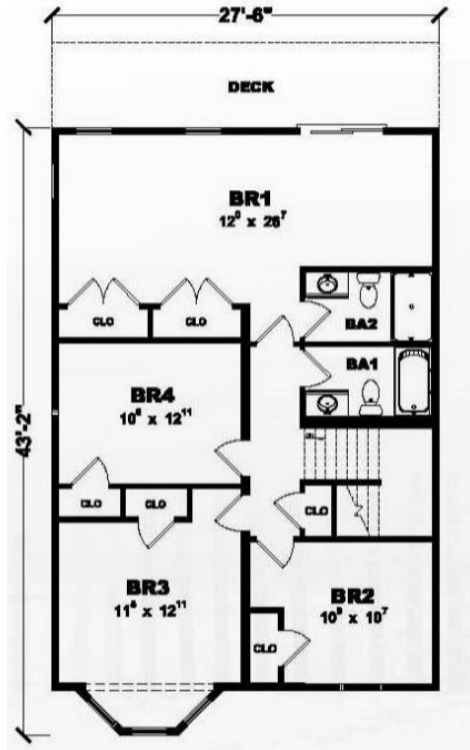 27'-6"
DECK
BR1
12⁰ x 26⁷
CLO
CLO
BA2
BA1
BR4
10⁸ x 12¹¹
43'-2"
CLO
CLO
CLO
BR3
11⁶ x 12¹¹
BR2
10⁹ x 10⁷
CLO